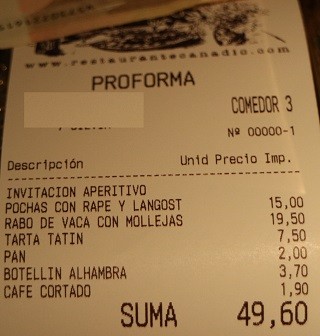 www.restaurantecanadio.com
PROFORMA
COMEDOR 3
Nº 00000-1
Descripción Unid Precio Imp.
INVITACION APERITIVO
POCHAS CON RAPE Y LANGOST 15,00
RABO DE VACA CON MOLLEJAS 19,50
TARTA TATIN 7,50
PAN 2,00
BOTELLIN ALHAMBRA 3,70
CAFE CORTADO 1,90
SUMA 49,60